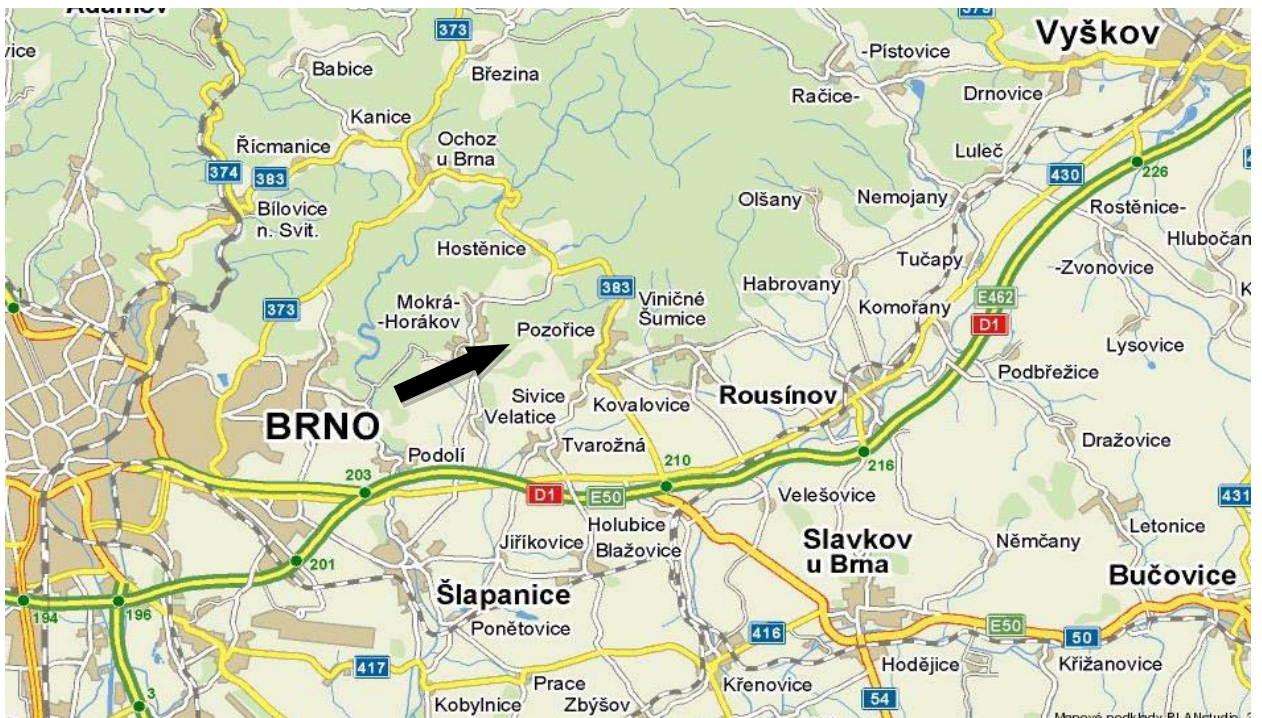 Adamov
373
379
Vyškov
-Pístovice
Babice
Březina
Račice-
Drnovice
Kanice
Ochoz
u Brna
Řícmanice
Luleč
374
383
430
226
Olšany
Nemojany
Bílovice
n. Svit.
Rostěnice-
Hostěnice
Hlubočan
Tučapy
-Zvonovice
383
Habrovany
E462
Mokrá-
-Horákov
Viničné
Šumice
373
Komořany
D1
Pozořice
Lysovice
Podbřežice
Sivice
Kovalovice
Rousínov
Velatice
BRNO
Dražovice
Tvarožná
Podolí
210
216
203
D1
E50
Velešovice
431
Holubice
Letonice
Jiříkovice
Blažovice
Slavkov
u Brna
Němčany
201
Bučovice
Šlapanice
194
196
Ponětovice
416
E50
50
417
Hodějice
Křižanovice
Prace
Křenovice
3
54
Kobylnice
Zbýšov